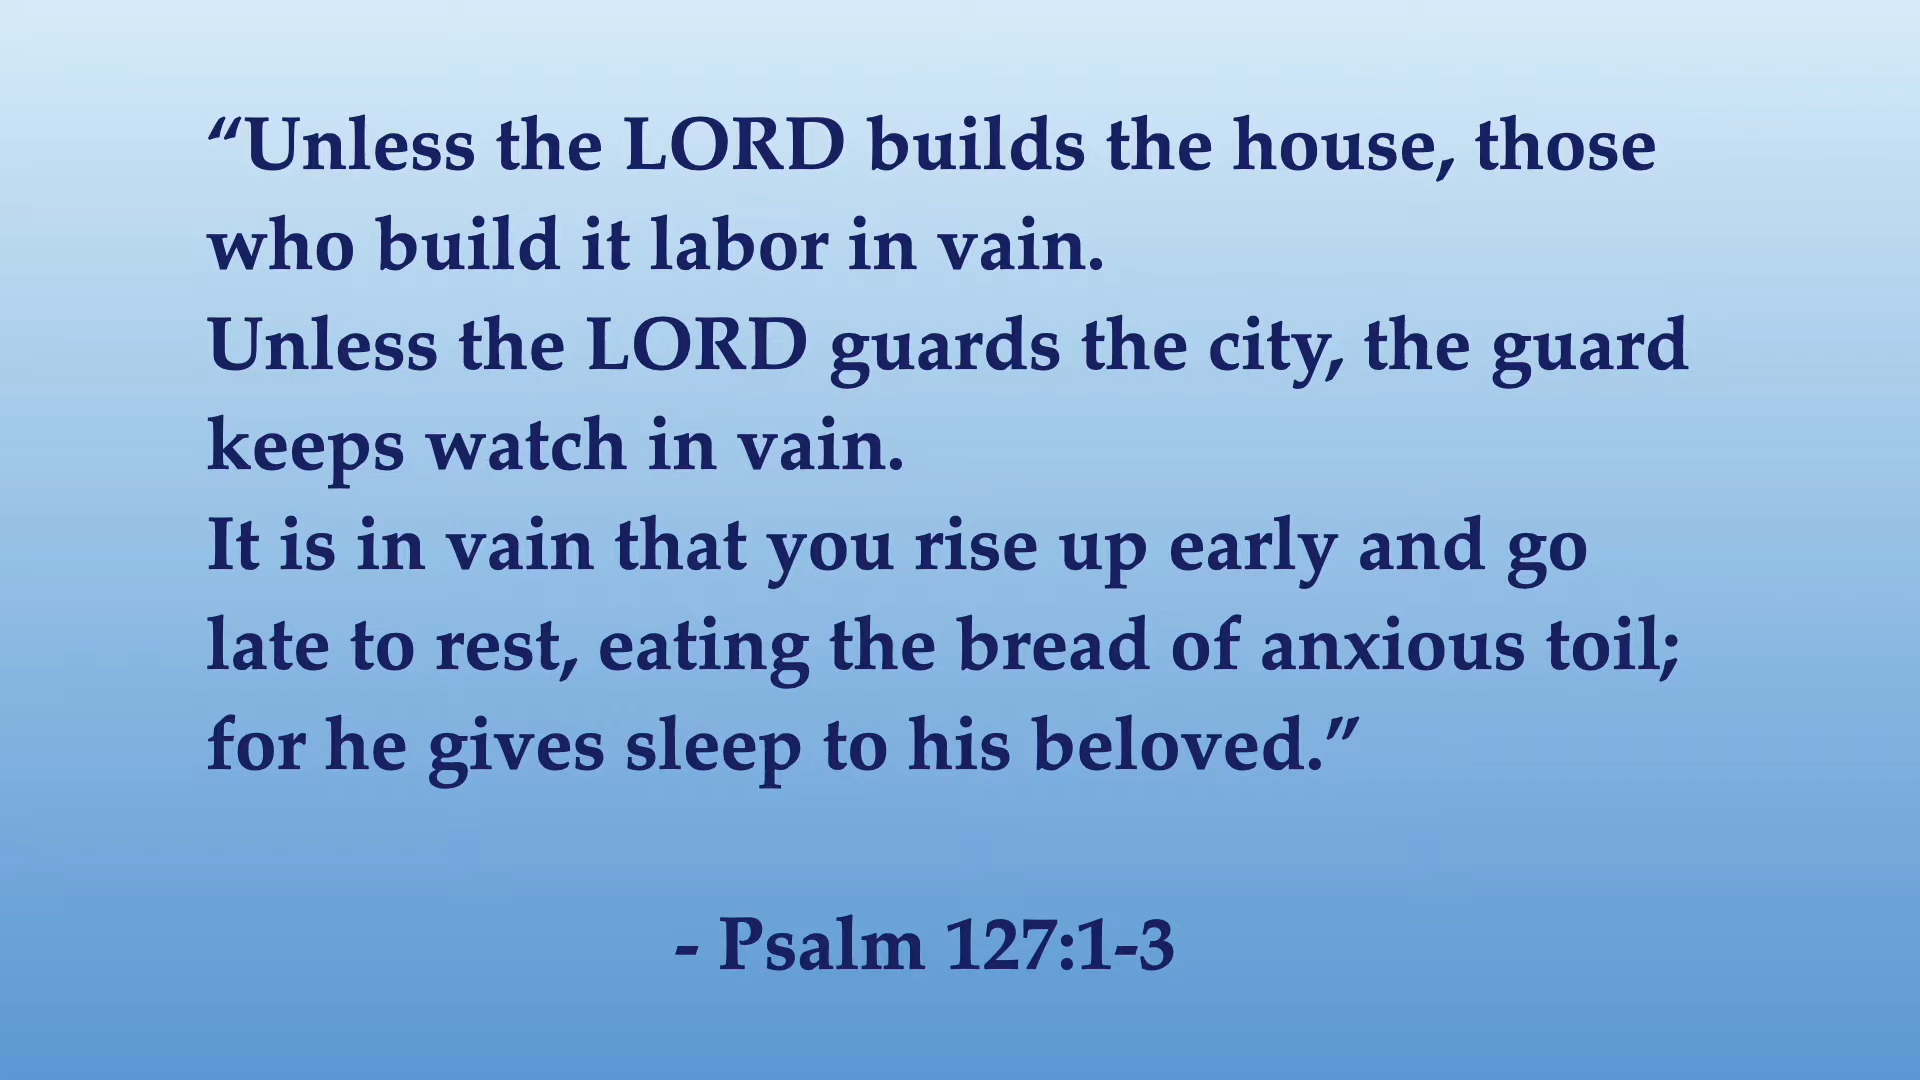 “Unless the LORD builds the house, those
who build it labor in vain.
Unless the LORD guards the city, the guard
keeps watch in vain.
It is in vain that you rise up early and go
late to rest, eating the bread of anxious toil;
for he gives sleep to his beloved.”
- Psalm 127:1-3